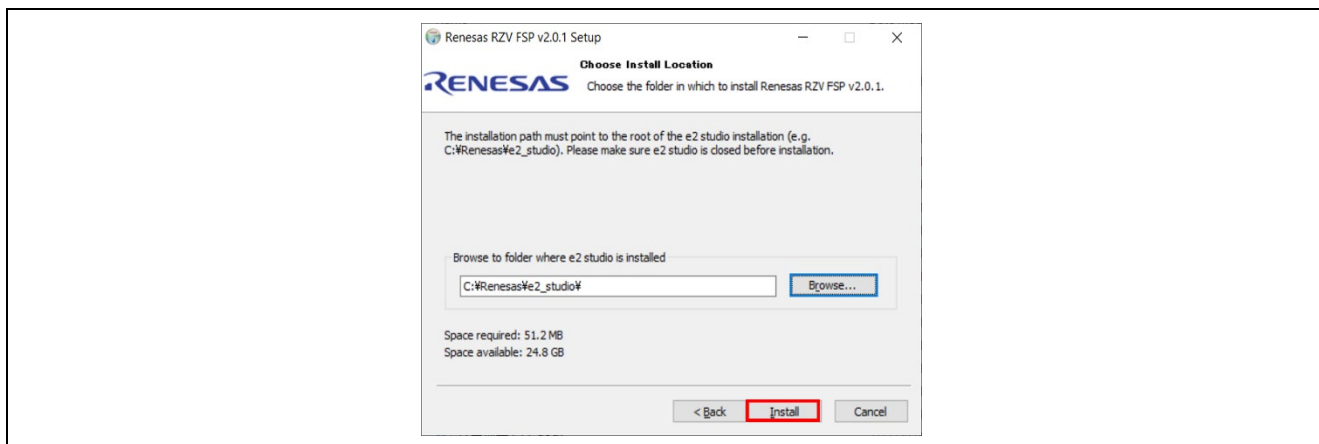 Renesas RZV FSP v2.0.1 Setup
Choose Install Location
RENESAS
Choose the folder in which to install Renesas RZV FSP v2.0.1.
The installation path must point to the root of the e2 studio installation (e.g.
C:¥Renesas¥e2_studio). Please make sure e2 studio is closed before installation.
Browse to folder where e2 studio is installed
C:¥Renesas¥e2_studio¥
Browse...
Space required: 51.2 MB
Space available: 24.8 GB
< Back
Install
Cancel